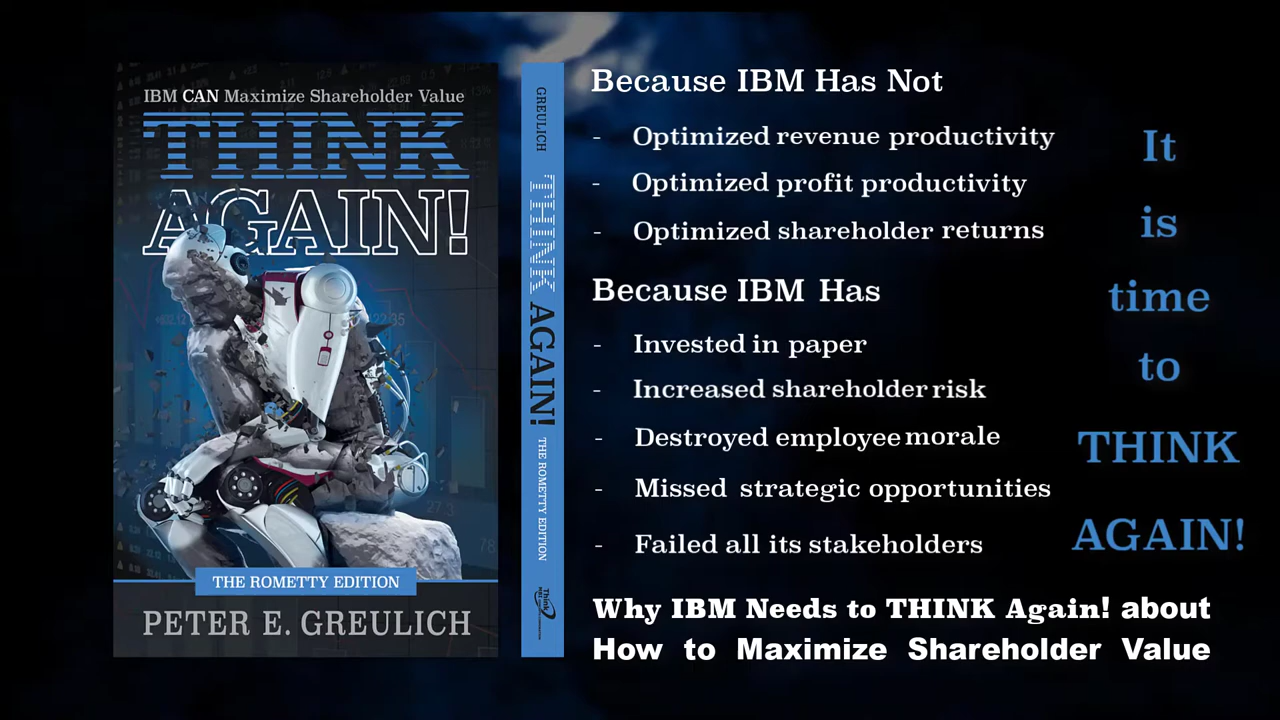 IBM CAN Maximize Shareholder Value
THINK
AGAIN!
THE ROMETTY EDITION
PETER E. GREULICH
GREULICH
THINK AGAIN!
THE ROMETTY EDITION
Because IBM Has Not
- Optimized revenue productivity
- Optimized profit productivity
- Optimized shareholder returns
Because IBM Has
- Invested in paper
- Increased shareholder risk
- Destroyed employee morale
- Missed strategic opportunities
- Failed all its stakeholders
Why IBM Needs to THINK Again! about
How to Maximize Shareholder Value
It
is
time
to
THINK
AGAIN!